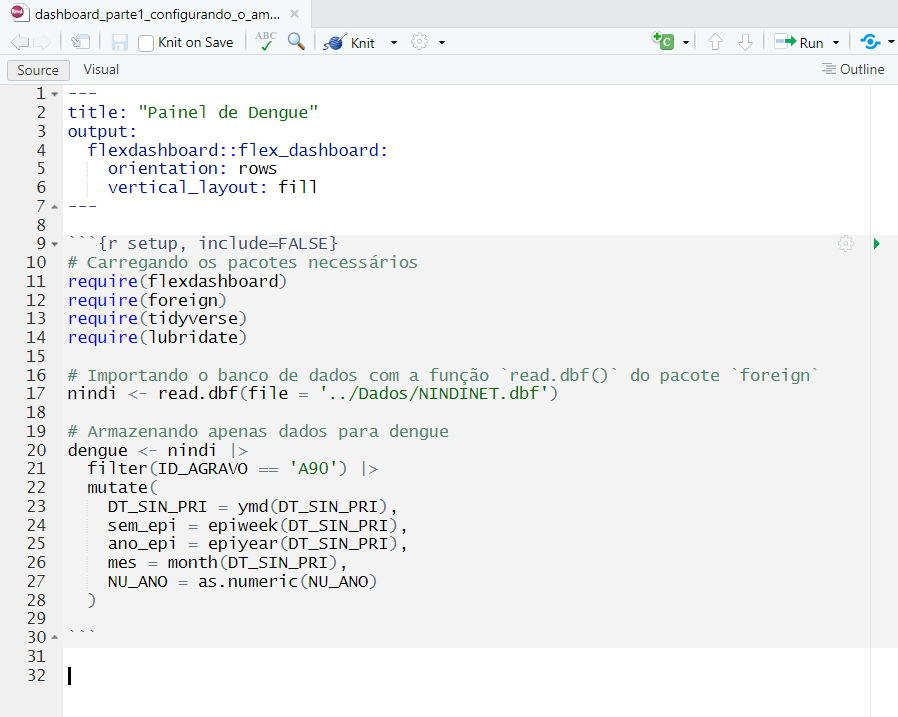 dashboard_parte1_configurando_o_am...
Knit on Save
ABC
Knit
Run
Source
Visual
Outline
1 ---
2 title: "Painel de Dengue"
3 output:
4   flexdashboard::flex_dashboard:
5     orientation: rows
6     vertical_layout: fill
7 ---
8
9 ```{r setup, include=FALSE}
10 # Carregando os pacotes necessários
11 require(flexdashboard)
12 require(foreign)
13 require(tidyverse)
14 require(lubridate)
15
16 # Importando o banco de dados com a função `read.dbf()` do pacote `foreign`
17 nindi <- read.dbf(file = '../Dados/NINDINET.dbf')
18
19 # Armazenando apenas dados para dengue
20 dengue <- nindi |>
21   filter(ID_AGRAVO == 'A90') |>
22   mutate(
23     DT_SIN_PRI = ymd(DT_SIN_PRI),
24     sem_epi = epiweek(DT_SIN_PRI),
25     ano_epi = epiyear(DT_SIN_PRI),
26     mes = month(DT_SIN_PRI),
27     NU_ANO = as.numeric(NU_ANO)
28   )
29
30 ```
31
32